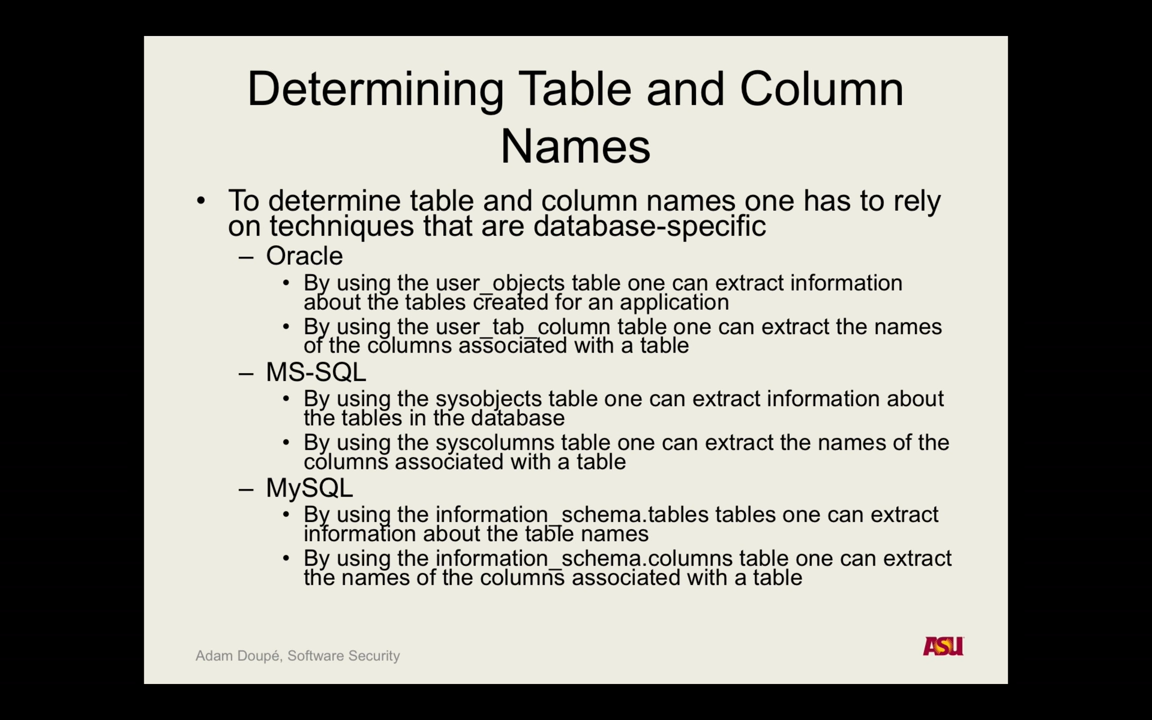 Determining Table and Column
Names
• To determine table and column names one has to rely
on techniques that are database-specific
– Oracle
• By using the user_objects table one can extract information
about the tables created for an application
• By using the user_tab_column table one can extract the names
of the columns associated with a table
– MS-SQL
• By using the sysobjects table one can extract information about
the tables in the database
• By using the syscolumns table one can extract the names of the
columns associated with a table
– MySQL
• By using the information_schema.tables tables one can extract
information about the table names
• By using the information_schema.columns table one can extract
the names of the columns associated with a table
Adam Doupé, Software Security
ASU